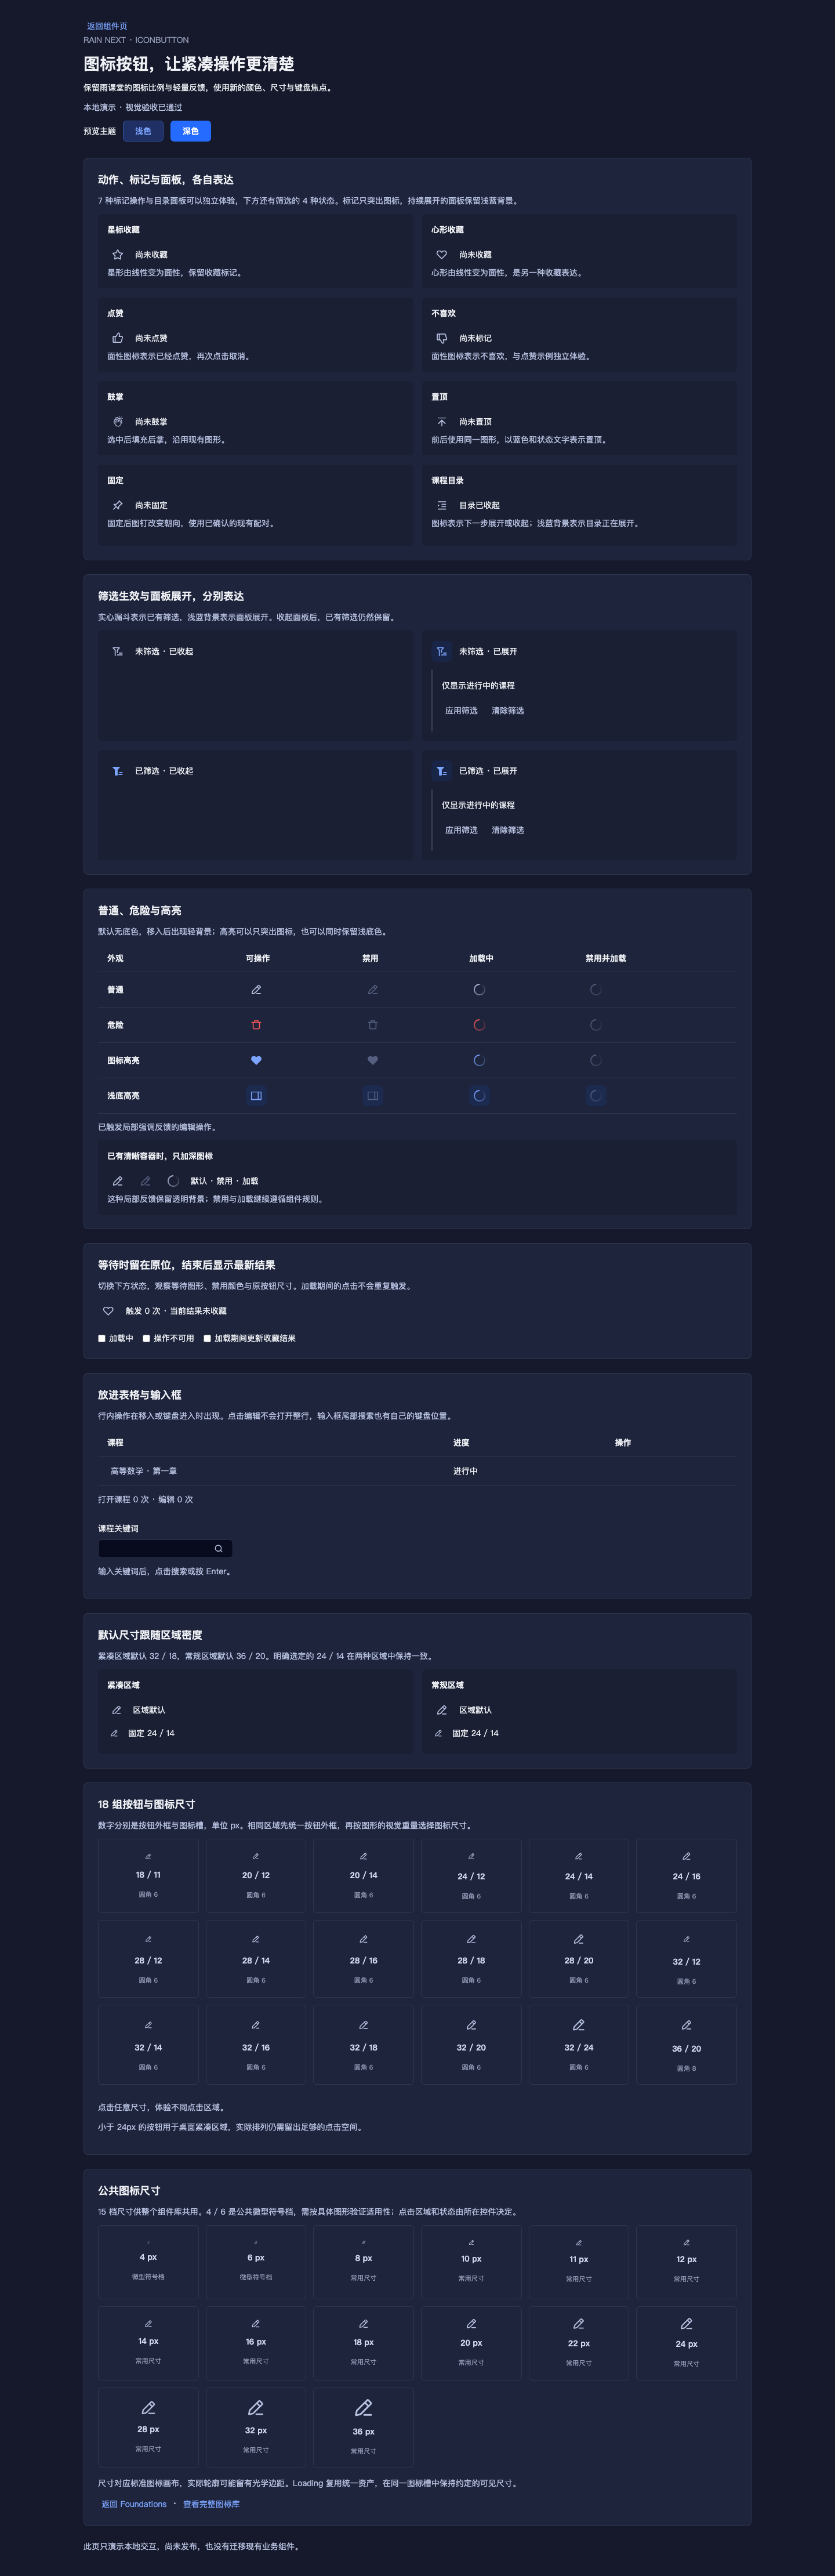 返回组件页
RAIN NEXT · ICONBUTTON
图标按钮，让紧凑操作更清楚
保留雨课堂的图标比例与轻量反馈，使用新的颜色、尺寸与键盘焦点。
本地演示 · 视觉验收已通过
预览主题 浅色 深色
动作、标记与面板，各自表达
7 种标记操作与目录面板可以独立体验，下方还有筛选的 4 种状态。标记只突出图标，持续展开的面板保留浅蓝背景。
星标收藏
尚未收藏
星形由线性变为面性，保留收藏标记。
心形收藏
尚未收藏
心形由线性变为面性，是另一种收藏表达。
点赞
尚未点赞
面性图标表示已经点赞，再次点击取消。
不喜欢
尚未标记
面性图标表示不喜欢，与点赞示例独立体验。
鼓掌
尚未鼓掌
选中后填充后掌，沿用现有图形。
置顶
尚未置顶
前后使用同一图形，以蓝色和状态文字表示置顶。
固定
尚未固定
固定后图钉改变朝向，使用已确认的现有配对。
课程目录
目录已收起
图标表示下一步展开或收起；浅蓝背景表示目录正在展开。
筛选生效与面板展开，分别表达
实心漏斗表示已有筛选，浅蓝背景表示面板展开。收起面板后，已有筛选仍然保留。
未筛选 · 已收起
未筛选 · 已展开
仅显示进行中的课程
应用筛选 清除筛选
已筛选 · 已收起
已筛选 · 已展开
仅显示进行中的课程
应用筛选 清除筛选
普通、危险与高亮
默认无底色，移入后出现轻背景；高亮可以只突出图标，也可以同时保留浅底色。
外观 可操作 禁用 加载中 禁用并加载
普通
危险
图标高亮
浅底高亮
已触发局部强调反馈的编辑操作。
已有清晰容器时，只加深图标
默认 · 禁用 · 加载
这种局部反馈保留透明背景；禁用与加载继续遵循组件规则。
等待时留在原位，结束后显示最新结果
切换下方状态，观察等待图形、禁用颜色与原按钮尺寸。加载期间的点击不会重复触发。
触发 0 次 · 当前结果未收藏
加载中 操作不可用 加载期间更新收藏结果
放进表格与输入框
行内操作在移入或键盘进入时出现。点击编辑不会打开整行，输入框尾部搜索也有自己的键盘位置。
课程 进度 操作
高等数学 · 第一章 进行中
打开课程 0 次 · 编辑 0 次
课程关键词
输入关键词后，点击搜索或按 Enter。
默认尺寸跟随区域密度
紧凑区域默认 32 / 18，常规区域默认 36 / 20。明确选定的 24 / 14 在两种区域中保持一致。
紧凑区域
区域默认
固定 24 / 14
常规区域
区域默认
固定 24 / 14
18 组按钮与图标尺寸
数字分别是按钮外框与图标槽，单位 px。相同区域先统一按钮外框，再按图形的视觉重量选择图标尺寸。
18 / 11 20 / 12 20 / 14 24 / 12 24 / 14 24 / 16
圆角 6 圆角 6 圆角 6 圆角 6 圆角 6 圆角 6
28 / 12 28 / 14 28 / 16 28 / 18 28 / 20 32 / 12
圆角 6 圆角 6 圆角 6 圆角 6 圆角 6 圆角 6
32 / 14 32 / 16 32 / 18 32 / 20 32 / 24 36 / 20
圆角 6 圆角 6 圆角 6 圆角 6 圆角 6 圆角 8
点击任意尺寸，体验不同点击区域。
小于 24px 的按钮用于桌面紧凑区域，实际排列仍需留出足够的点击空间。
公共图标尺寸
15 档尺寸供整个组件库共用。4 / 6 是公共微型符号档，需按具体图形验证适用性；点击区域和状态由所在控件决定。
4 px 6 px 8 px 10 px 11 px 12 px
微型符号档 微型符号档 常用尺寸 常用尺寸 常用尺寸 常用尺寸
14 px 16 px 18 px 20 px 22 px 24 px
常用尺寸 常用尺寸 常用尺寸 常用尺寸 常用尺寸 常用尺寸
28 px 32 px 36 px
常用尺寸 常用尺寸 常用尺寸
尺寸对应标准图标画布，实际轮廓可能留有光学边距。Loading 复用统一资产，在同一图标槽中保持约定的可见尺寸。
返回 Foundations · 查看完整图标库
此页只演示本地交互，尚未发布，也没有迁移现有业务组件。